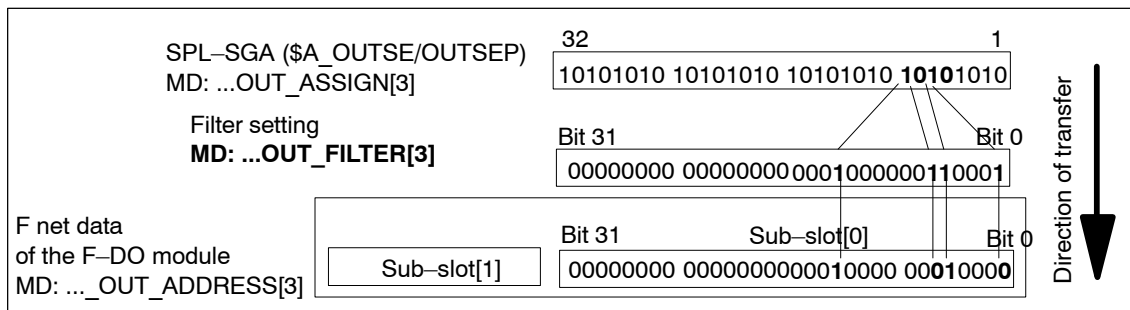 32 1
SPL–SGA ($A_OUTSE/OUTSEP)
10101010 10101010 10101010 10101010
MD: ...OUT_ASSIGN[3]
Filter setting
Bit 31 Bit 0
MD: ...OUT_FILTER[3]
00000000 00000000 0001000000110001
Direction of transfer
F net data
of the F–DO module
MD: ..._OUT_ADDRESS[3]
Bit 31 Sub–slot[0] Bit 0
Sub–slot[1]
00000000 0000000000010000 00010000